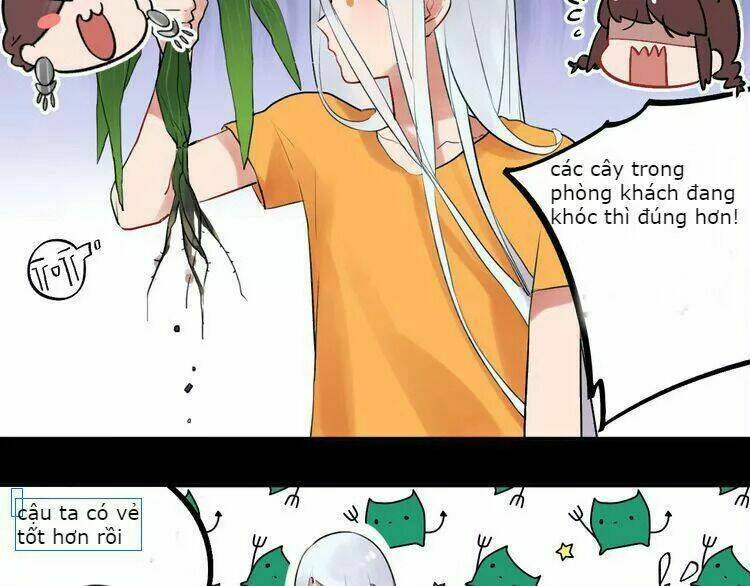 các cây trong
phòng khách đang
khóc thì đúng hơn!
cậu ta có vẻ
tốt hơn rồi